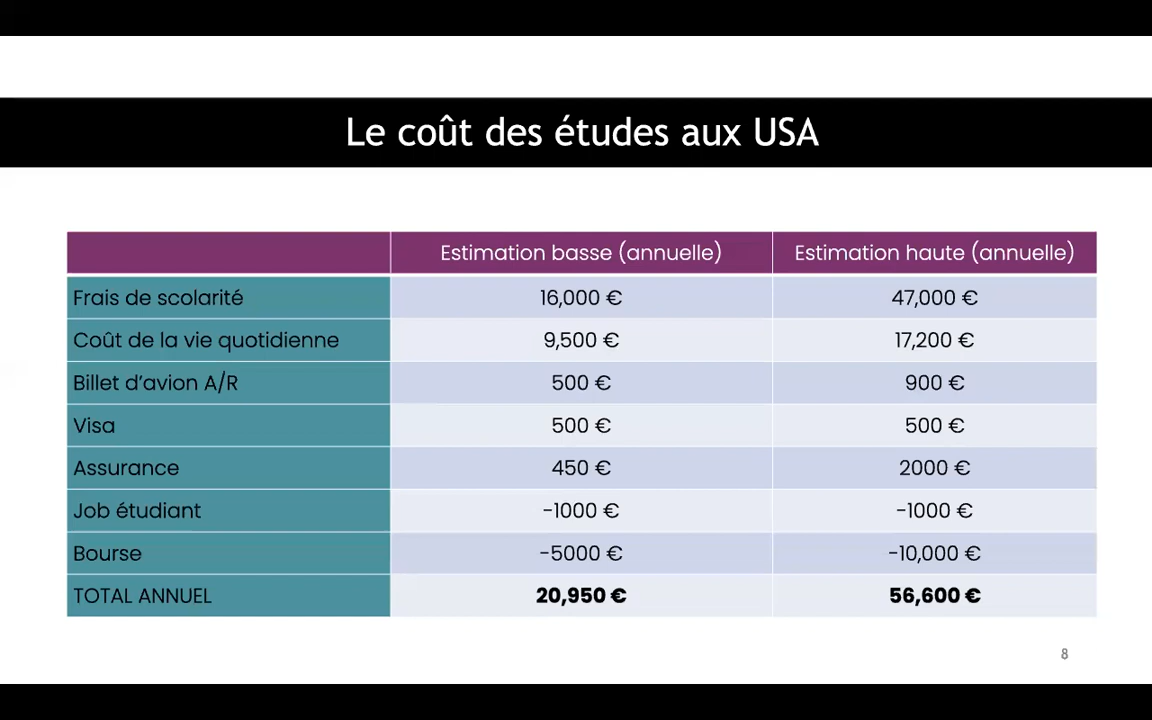 Le coût des études aux USA
Estimation basse (annuelle) Estimation haute (annuelle)
Frais de scolarité 16,000 € 47,000 €
Coût de la vie quotidienne 9,500 € 17,200 €
Billet d'avion A/R 500 € 900 €
Visa 500 € 500 €
Assurance 450 € 2000 €
Job étudiant -1000 € -1000 €
Bourse -5000 € -10,000 €
TOTAL ANNUEL 20,950 € 56,600 €
8